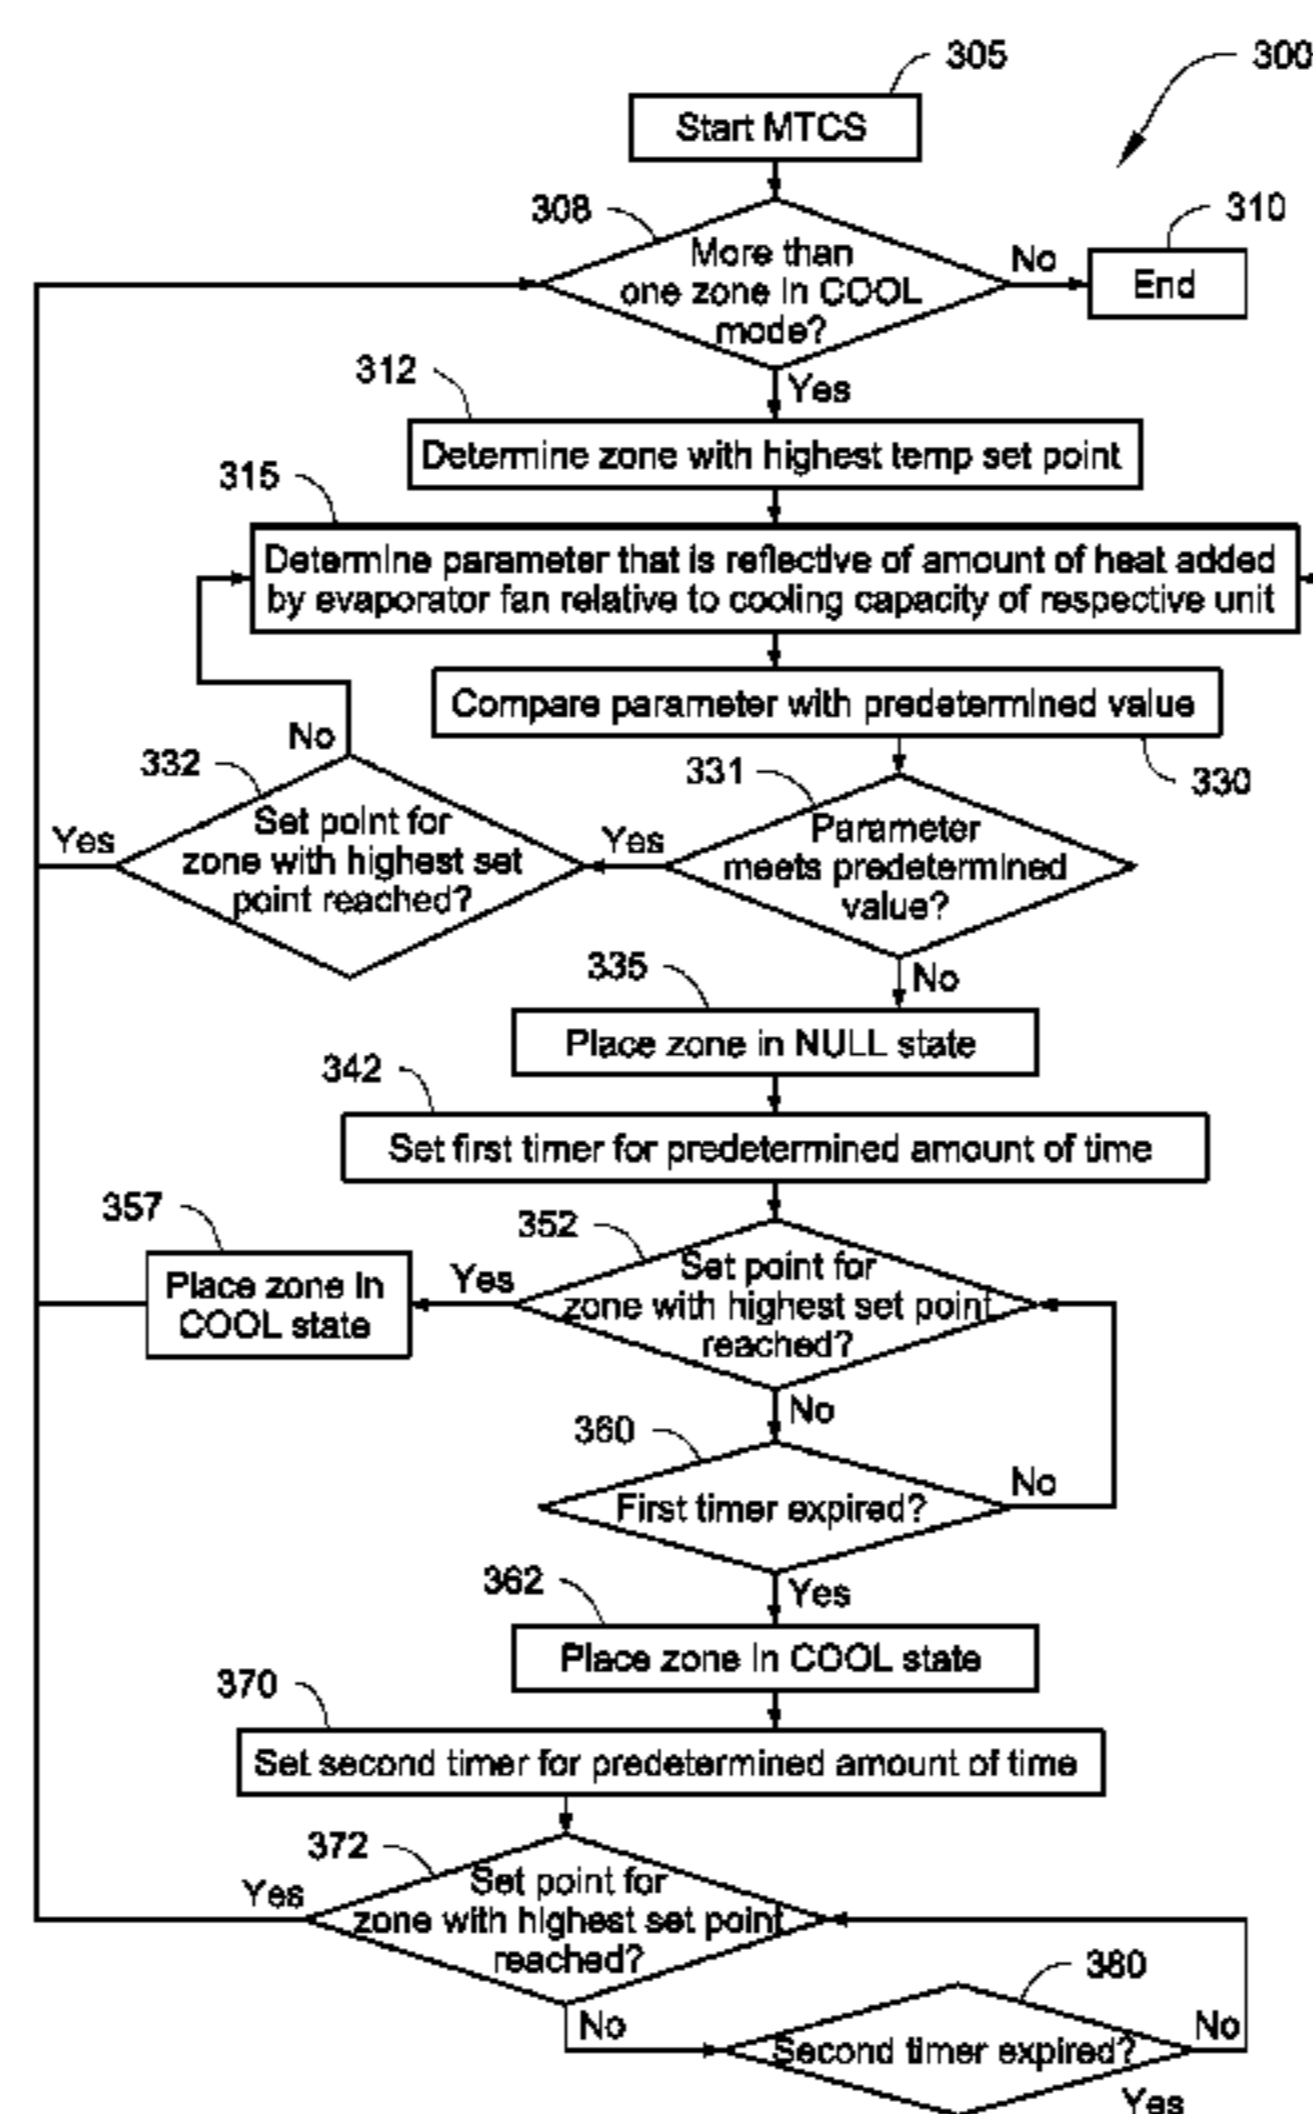 305
300
Start MTCS
308
310
More than
one zone in COOL
mode?
No
End
Yes
312
Determine zone with highest temp set point
315
Determine parameter that is reflective of amount of heat added
by evaporator fan relative to cooling capacity of respective unit
Compare parameter with predetermined value
330
No
332
Set point for
zone with highest set
point reached?
Yes
331
Parameter
meets predetermined
value?
Yes
No
335
Place zone in NULL state
342
Set first timer for predetermined amount of time
357
Place zone in
COOL state
352
Set point for
zone with highest set point
reached?
Yes
No
360
First timer expired?
No
Yes
362
Place zone in COOL state
370
Set second timer for predetermined amount of time
372
Set point for
zone with highest set point
reached?
Yes
No
380
Second timer expired?
No
Yes